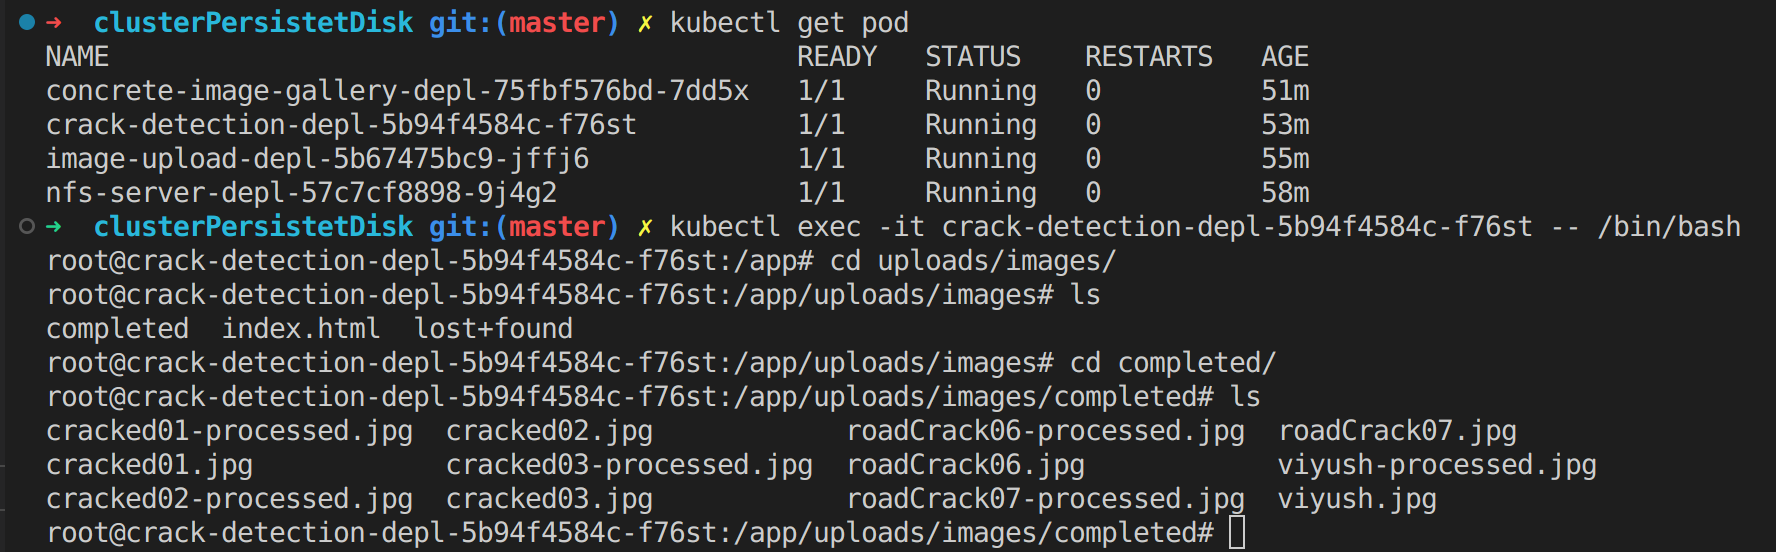 ➜  clusterPersistetDisk git:(master) ✗ kubectl get pod
NAME                                           READY   STATUS    RESTARTS   AGE
concrete-image-gallery-depl-75fbf576bd-7dd5x   1/1     Running   0          51m
crack-detection-depl-5b94f4584c-f76st          1/1     Running   0          53m
image-upload-depl-5b67475bc9-jffj6             1/1     Running   0          55m
nfs-server-depl-57c7cf8898-9j4g2               1/1     Running   0          58m
➜  clusterPersistetDisk git:(master) ✗ kubectl exec -it crack-detection-depl-5b94f4584c-f76st -- /bin/bash
root@crack-detection-depl-5b94f4584c-f76st:/app# cd uploads/images/
root@crack-detection-depl-5b94f4584c-f76st:/app/uploads/images# ls
completed  index.html  lost+found
root@crack-detection-depl-5b94f4584c-f76st:/app/uploads/images# cd completed/
root@crack-detection-depl-5b94f4584c-f76st:/app/uploads/images/completed# ls
cracked01-processed.jpg  cracked02.jpg            roadCrack06-processed.jpg  roadCrack07.jpg
cracked01.jpg            cracked03-processed.jpg  roadCrack06.jpg            viyush-processed.jpg
cracked02-processed.jpg  cracked03.jpg            roadCrack07-processed.jpg  viyush.jpg
root@crack-detection-depl-5b94f4584c-f76st:/app/uploads/images/completed#